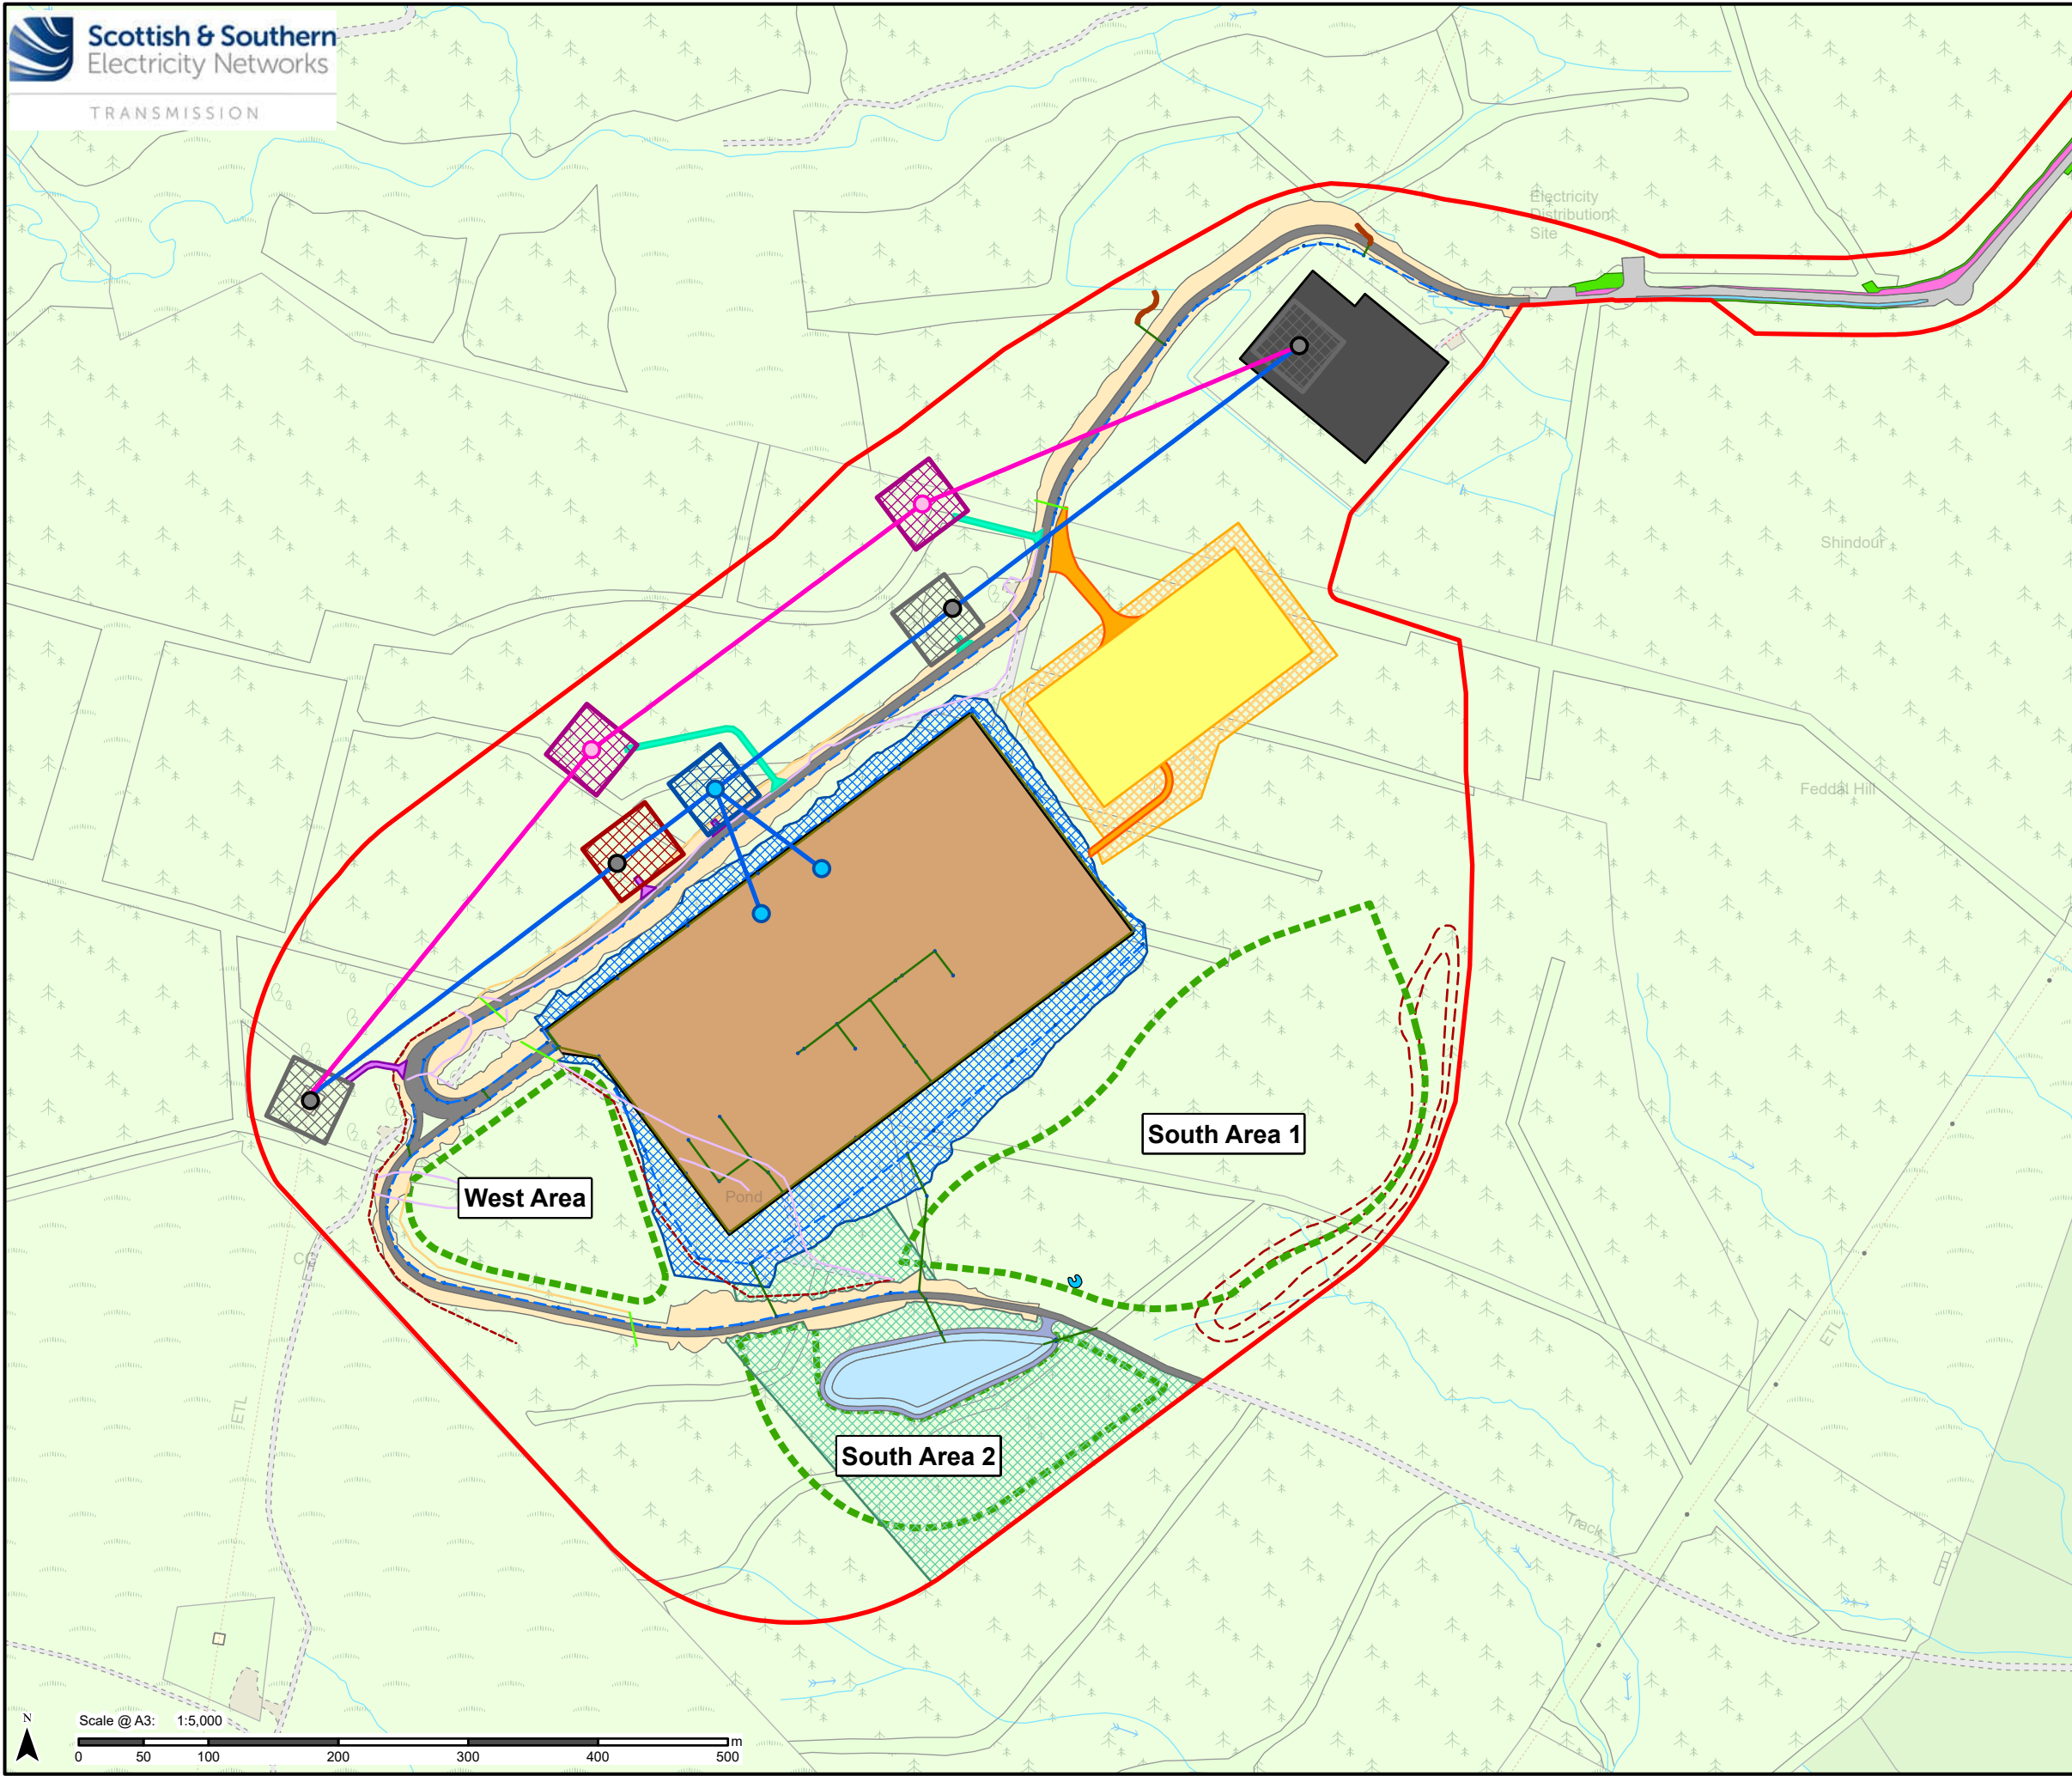 Scottish & Southern
Electricity Networks
TRANSMISSION
Electricity
Distribution
Site
Shindour
Feddal Hill
South Area 1
West Area
Pond
CG
ETL
ETL
South Area 2
Track
N
Scale @ A3: 1:5,000
0 50 100 200 300 400 500 m